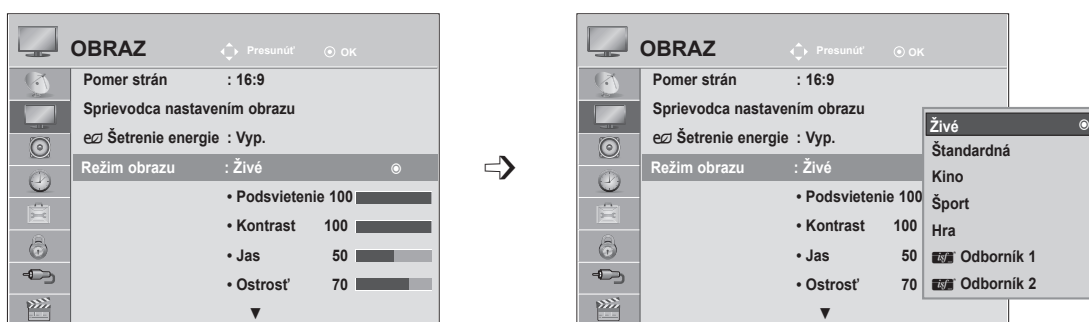 OBRAZ Presunúť OK
Pomer strán : 16:9
Sprievodca nastavením obrazu
Šetrenie energie : Vyp.
Režim obrazu : Živé
• Podsvietenie 100
• Kontrast 100
• Jas 50
• Ostrosť 70
OBRAZ Presunúť OK
Pomer strán : 16:9
Sprievodca nastavením obrazu
Šetrenie energie : Vyp.
Režim obrazu : Živé
• Podsvietenie 100
• Kontrast 100
• Jas 50
• Ostrosť 70
Živé
Štandardná
Kino
Šport
Hra
isf Odborník 1
isf Odborník 2